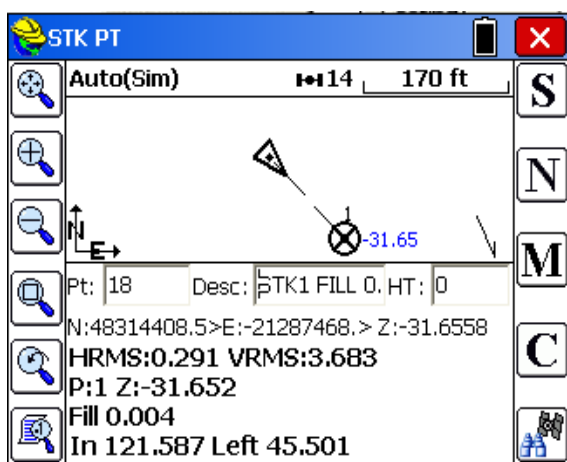 STK PT
Auto(Sim) 14 170 ft
S
N
M
C
N
E
1
-31.65
Pt: 18 Desc: STK1 FILL 0. HT: 0
N:48314408.5>E:-21287468.> Z:-31.6558
HRMS:0.291 VRMS:3.683
P:1 Z:-31.652
Fill 0.004
In 121.587 Left 45.501